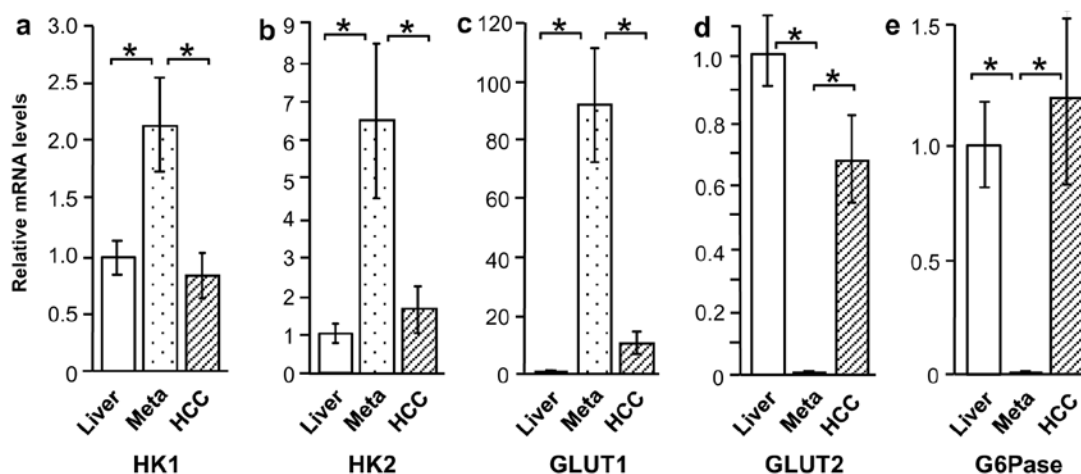 Relative mRNA levels
a
3.0
2.5
2.0
1.5
1.0
0.5
0
* *
Liver Meta HCC
HK1
b
9
8
7
6
5
4
3
2
1
0
* *
Liver Meta HCC
HK2
c
120
100
80
60
40
20
0
* *
Liver Meta HCC
GLUT1
d
1.0
0.8
0.6
0.4
0.2
0
* *
Liver Meta HCC
GLUT2
e
1.5
1.0
1.5
0
* *
Liver Meta HCC
G6Pase